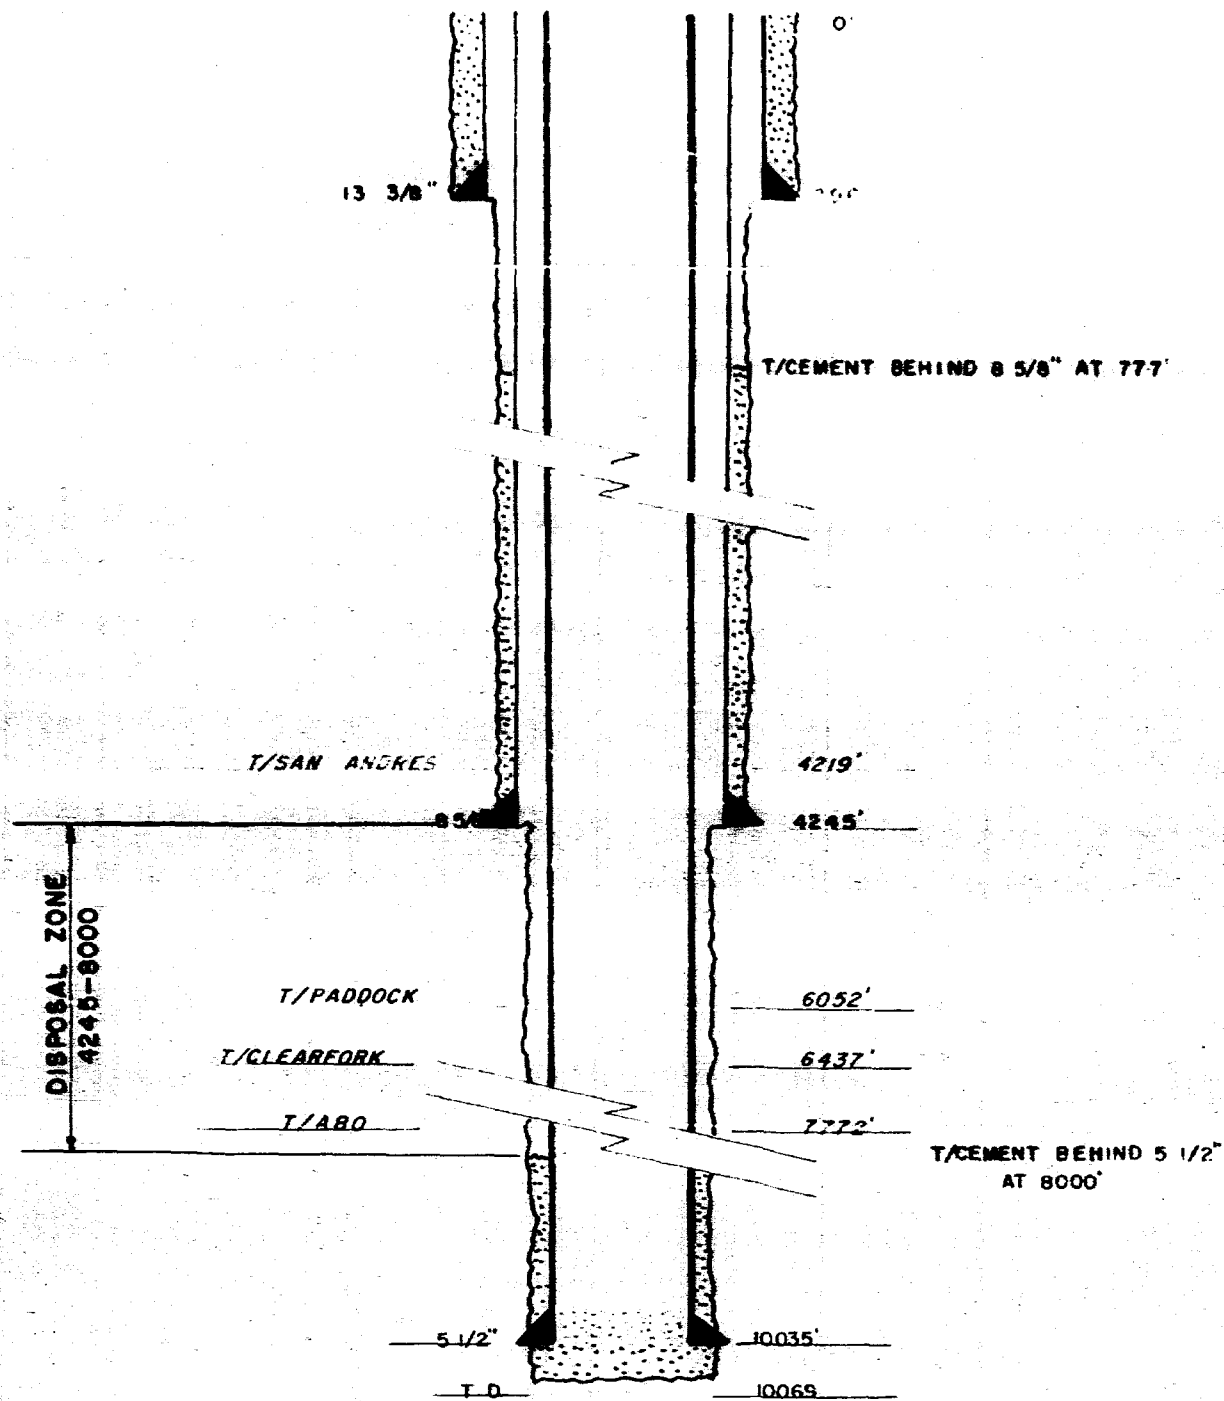 0'
13 3/8"
T/CEMENT BEHIND 8 5/8" AT 777'
T/SAN ANDRES 4219'
4245'
DISPOSAL ZONE
4245-8000
T/PADDOCK 6052'
T/CLEARFORK 6437'
T/ABO 7772'
T/CEMENT BEHIND 5 1/2"
AT 8000'
5 1/2" 10035'
T D